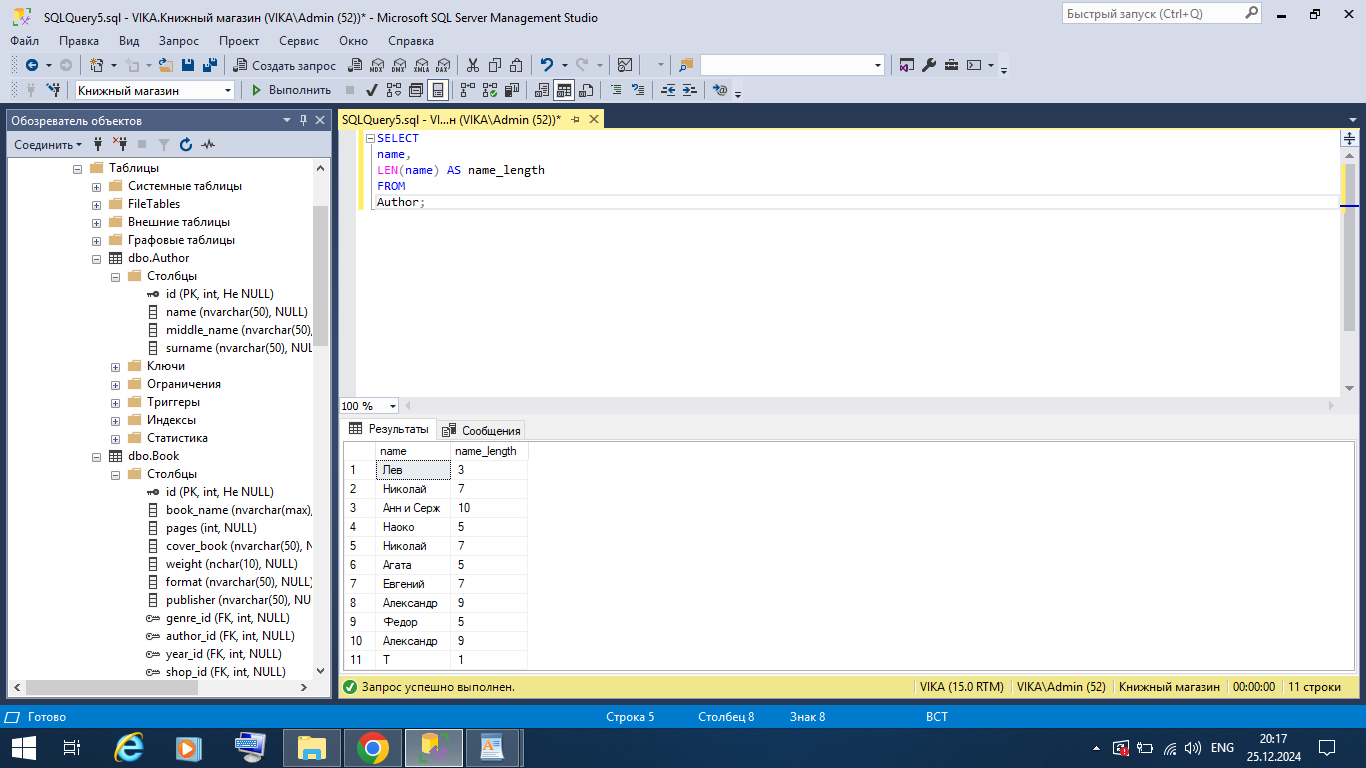 SQLQuery5.sql - VIKA.Книжный магазин (VIKA\Admin (52))* - Microsoft SQL Server Management Studio
Быстрый запуск (Ctrl+Q)
Файл Правка Вид Запрос Проект Сервис Окно Справка
Создать запрос MDX DMX XMLA DAX
Книжный магазин Выполнить
Обозреватель объектов
Соединить
Таблицы
Системные таблицы
FileTables
Внешние таблицы
Графовые таблицы
dbo.Author
Столбцы
id (PK, int, Не NULL)
name (nvarchar(50), NULL)
middle_name (nvarchar(50),
surname (nvarchar(50), NUL
Ключи
Ограничения
Триггеры
Индексы
Статистика
dbo.Book
Столбцы
id (PK, int, Не NULL)
book_name (nvarchar(max),
pages (int, NULL)
cover_book (nvarchar(50), N
weight (nchar(10), NULL)
format (nvarchar(50), NULL)
publisher (nvarchar(50), NU
genre_id (FK, int, NULL)
author_id (FK, int, NULL)
year_id (FK, int, NULL)
shop_id (FK, int, NULL)
SQLQuery5.sql - VI...н (VIKA\Admin (52))*
SELECT
name,
LEN(name) AS name_length
FROM
Author;
100 %
Результаты Сообщения
name name_length
1 Лев 3
2 Николай 7
3 Анн и Серж 10
4 Наоко 5
5 Николай 7
6 Агата 5
7 Евгений 7
8 Александр 9
9 Федор 5
10 Александр 9
11 Т 1
Запрос успешно выполнен. VIKA (15.0 RTM) VIKA\Admin (52) Книжный магазин 00:00:00 11 строки
Готово Строка 5 Столбец 8 Знак 8 ВСТ
ENG 20:17
25.12.2024